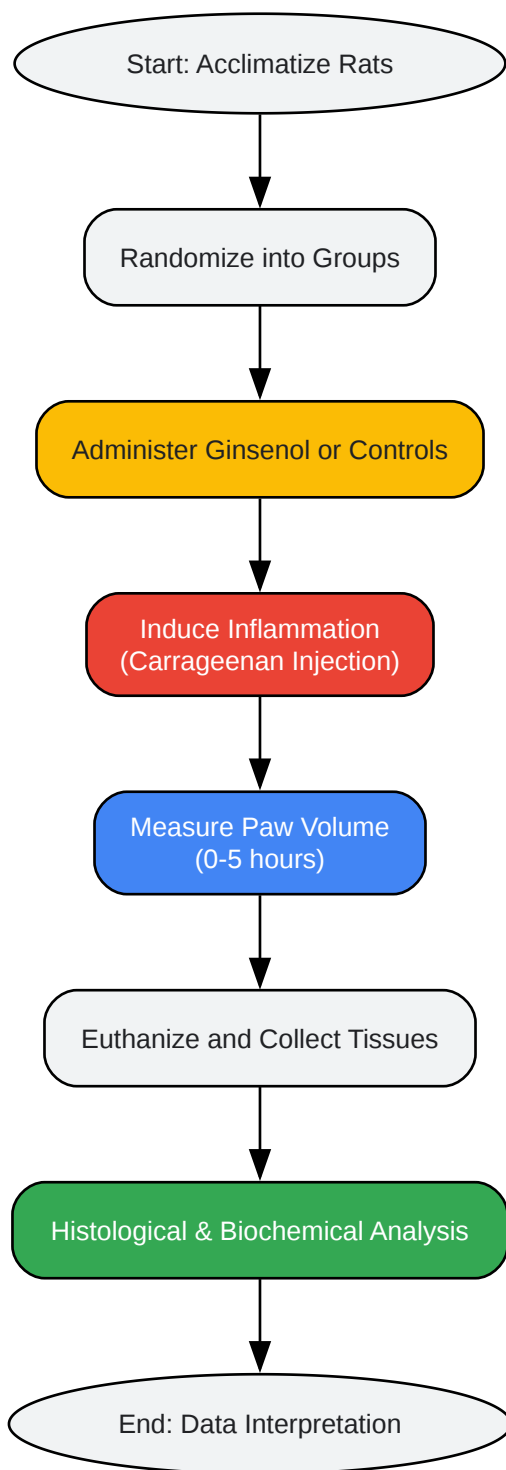 Start: Acclimatize Rats
Randomize into Groups
Administer Ginsenol or Controls
Induce Inflammation
(Carrageenan Injection)
Measure Paw Volume
(0-5 hours)
Euthanize and Collect Tissues
Histological & Biochemical Analysis
End: Data Interpretation